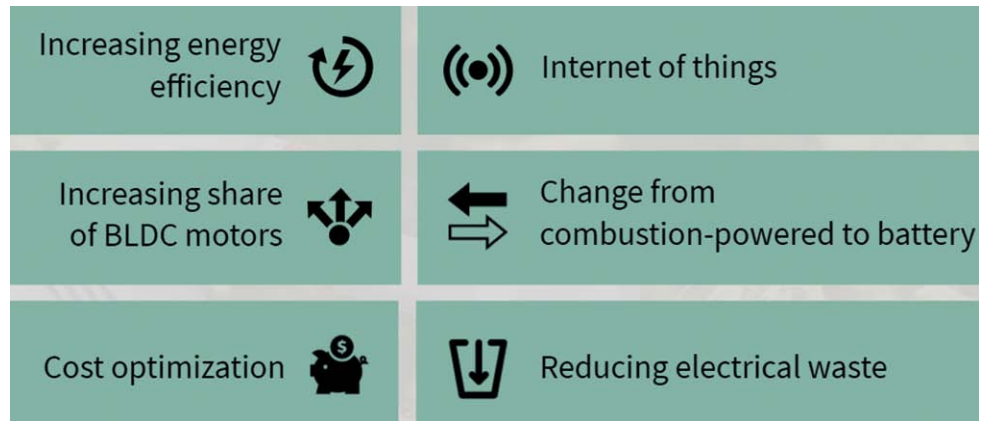 Increasing energy
efficiency
Internet of things
Increasing share
of BLDC motors
Change from
combustion-powered to battery
Cost optimization
$
Reducing electrical waste